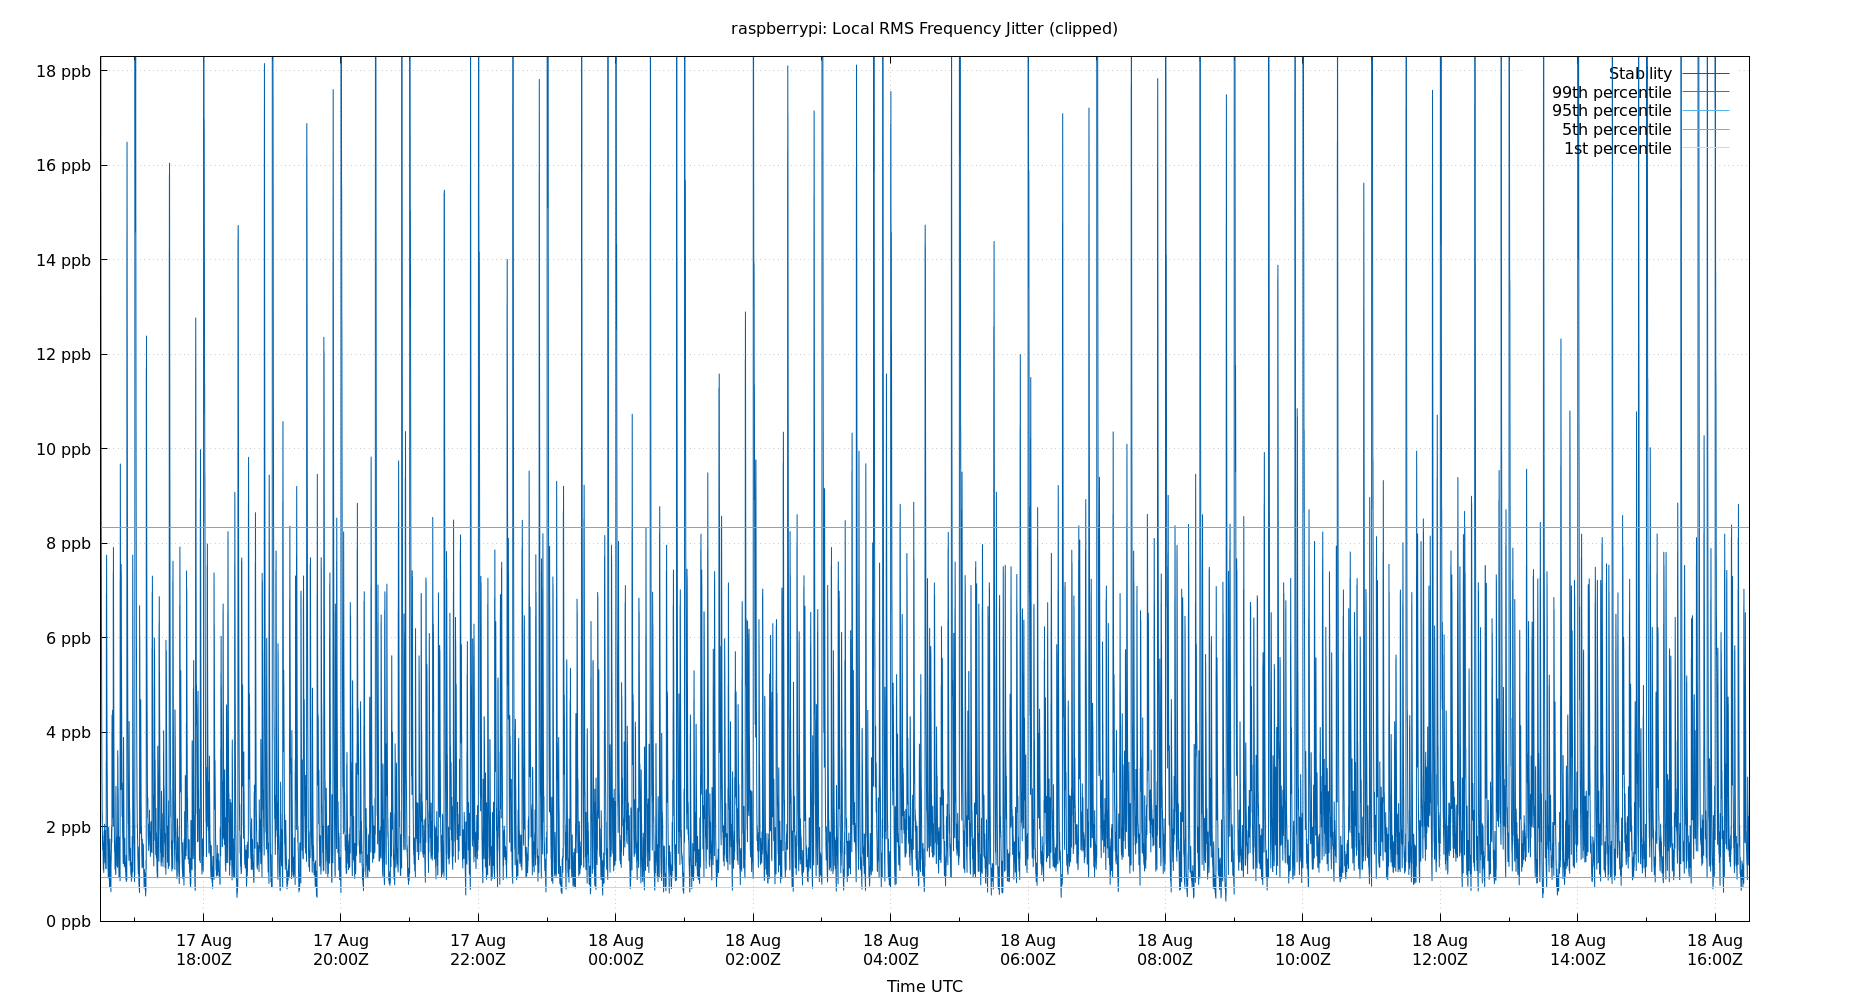 raspberrypi: Local RMS Frequency Jitter (clipped)
18 ppb
16 ppb
14 ppb
12 ppb
10 ppb
8 ppb
6 ppb
4 ppb
2 ppb
0 ppb
Stability
99th percentile
95th percentile
5th percentile
1st percentile
17 Aug 17 Aug 17 Aug 18 Aug 18 Aug 18 Aug 18 Aug 18 Aug 18 Aug 18 Aug 18 Aug 18 Aug
18:00Z 20:00Z 22:00Z 00:00Z 02:00Z 04:00Z 06:00Z 08:00Z 10:00Z 12:00Z 14:00Z 16:00Z
Time UTC